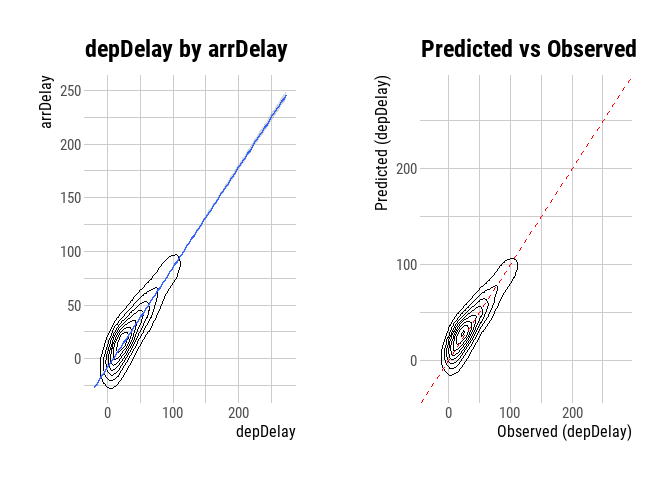 depDelay by arrDelay
arrDelay
250
200
150
100
50
0
0 100 200
depDelay
Predicted vs Observed
Predicted (depDelay)
200
100
0
0 100 200
Observed (depDelay)